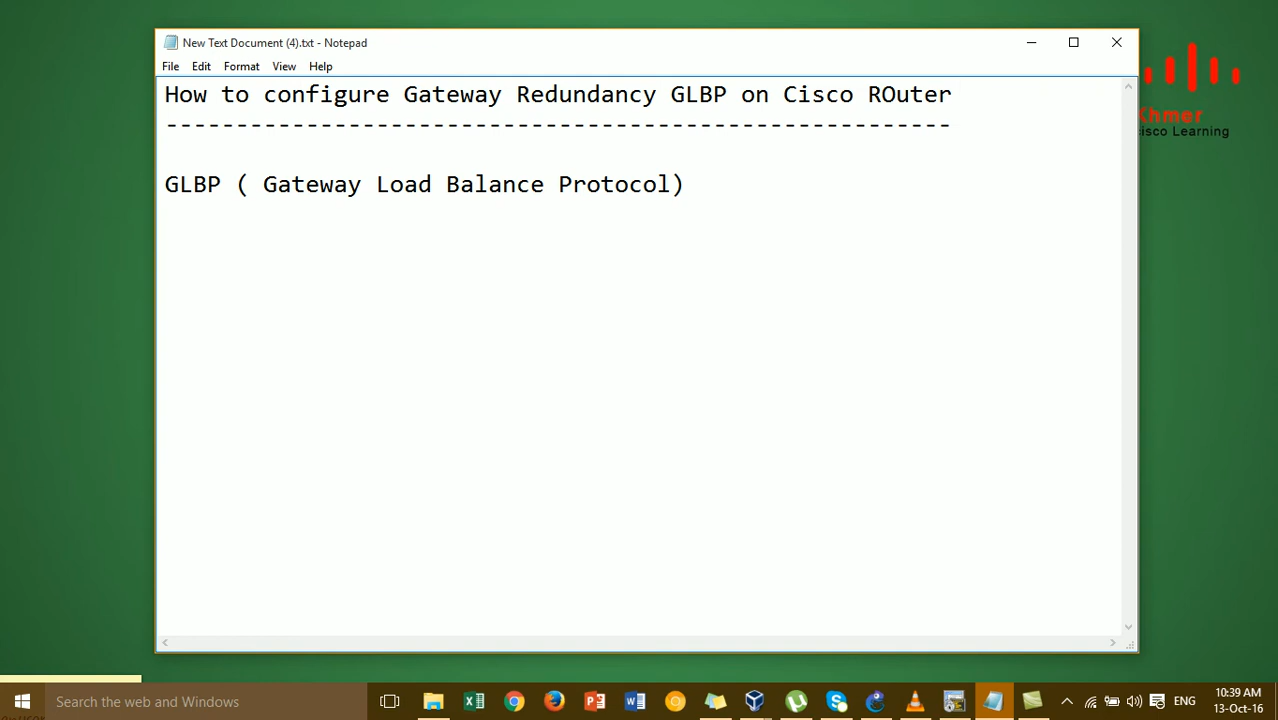 New Text Document (4).txt - Notepad
File Edit Format View Help
How to configure Gateway Redundancy GLBP on Cisco ROuter
--------------------------------------------------------
GLBP ( Gateway Load Balance Protocol)
Khmer
cisco Learning
Search the web and Windows
ENG
10:39 AM
13-Oct-16